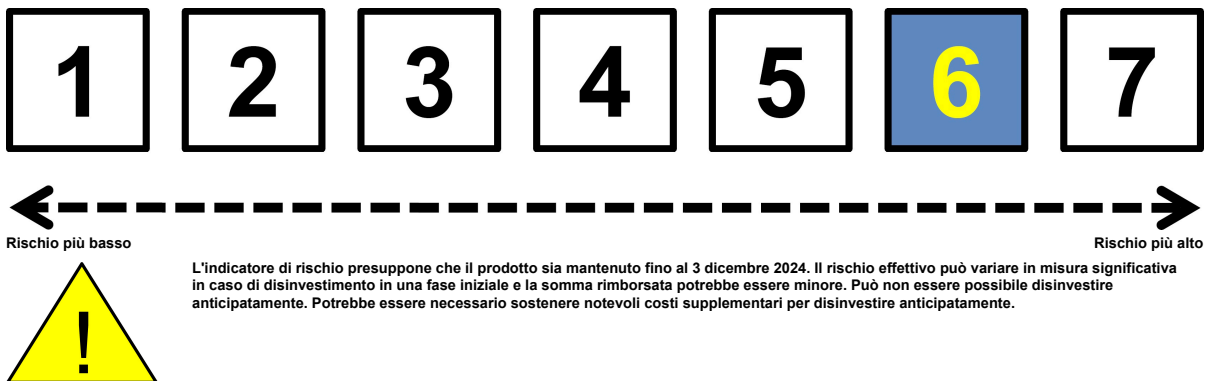 1 2 3 4 5 6 7
Rischio più basso Rischio più alto
L'indicatore di rischio presuppone che il prodotto sia mantenuto fino al 3 dicembre 2024. Il rischio effettivo può variare in misura significativa
in caso di disinvestimento in una fase iniziale e la somma rimborsata potrebbe essere minore. Può non essere possibile disinvestire
anticipatamente. Potrebbe essere necessario sostenere notevoli costi supplementari per disinvestire anticipatamente.
!